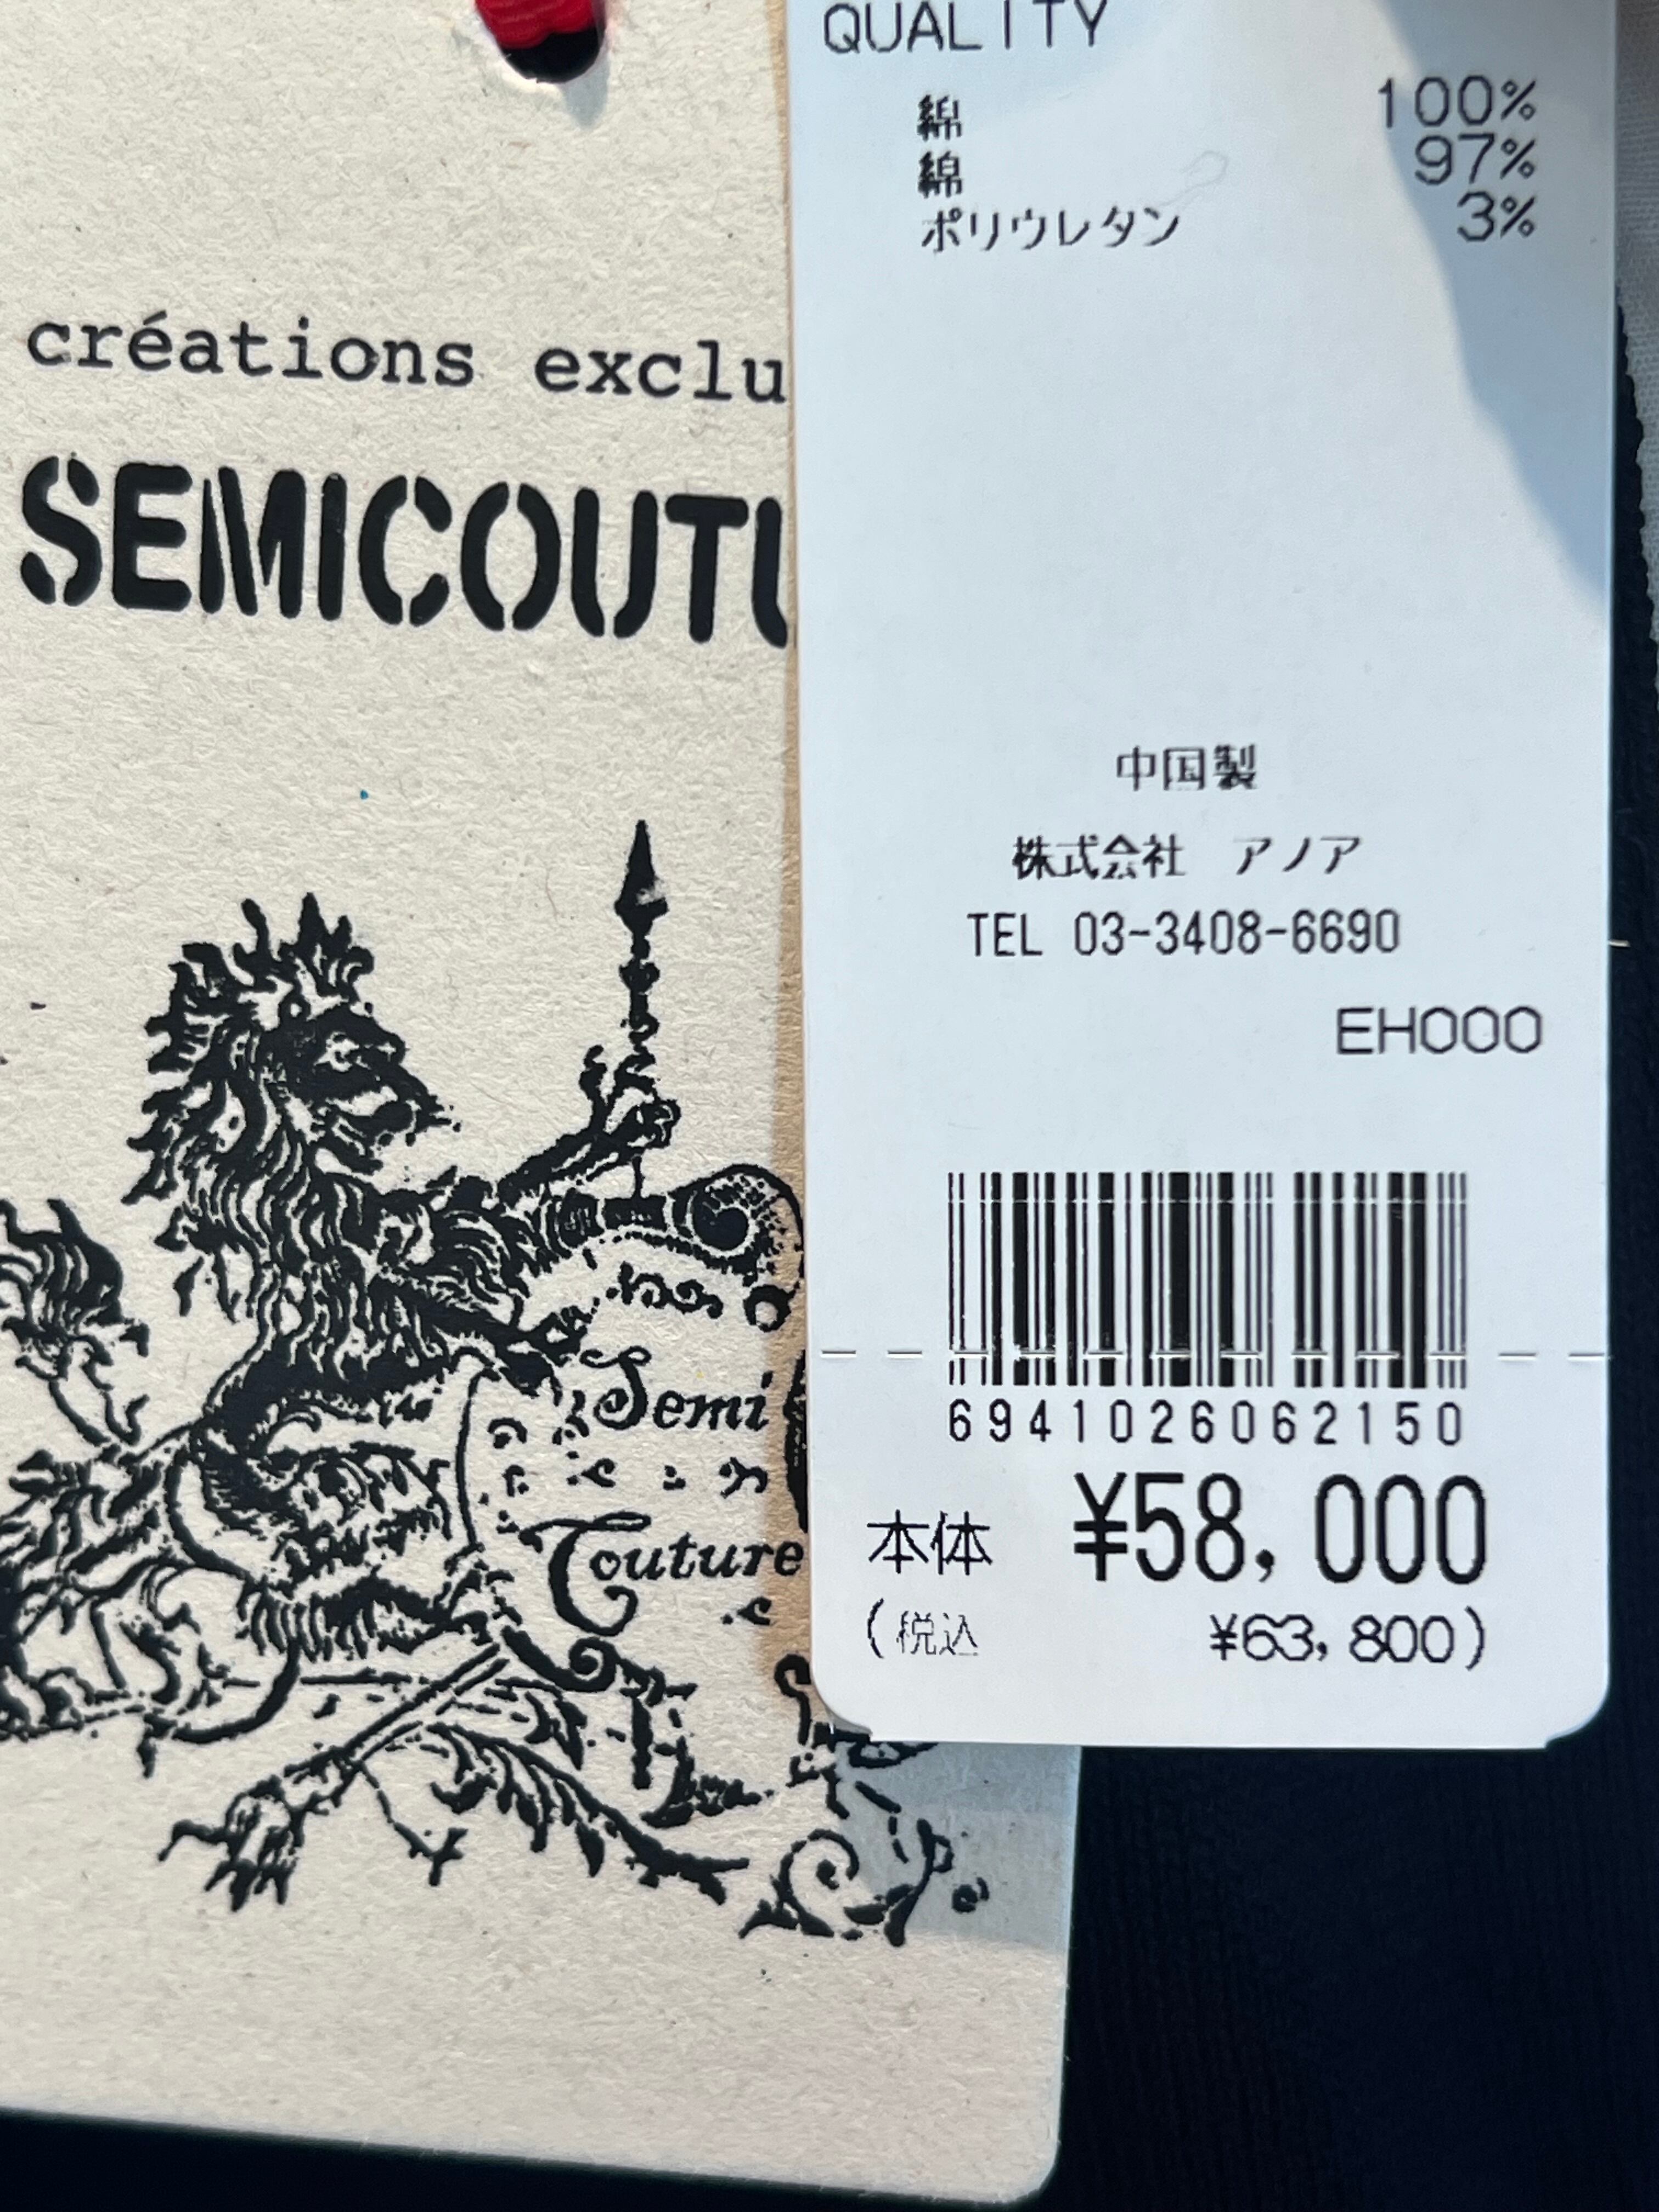 créations exclu
SEMICOUTU
Semi
Couture
QUALITY
綿 100%
綿 97%
ポリウレタン 3%
中国製
株式会社 アノア
TEL 03-3408-6690
EH000
6941026062150
本体 ¥58,000
(税込 ¥63,800)